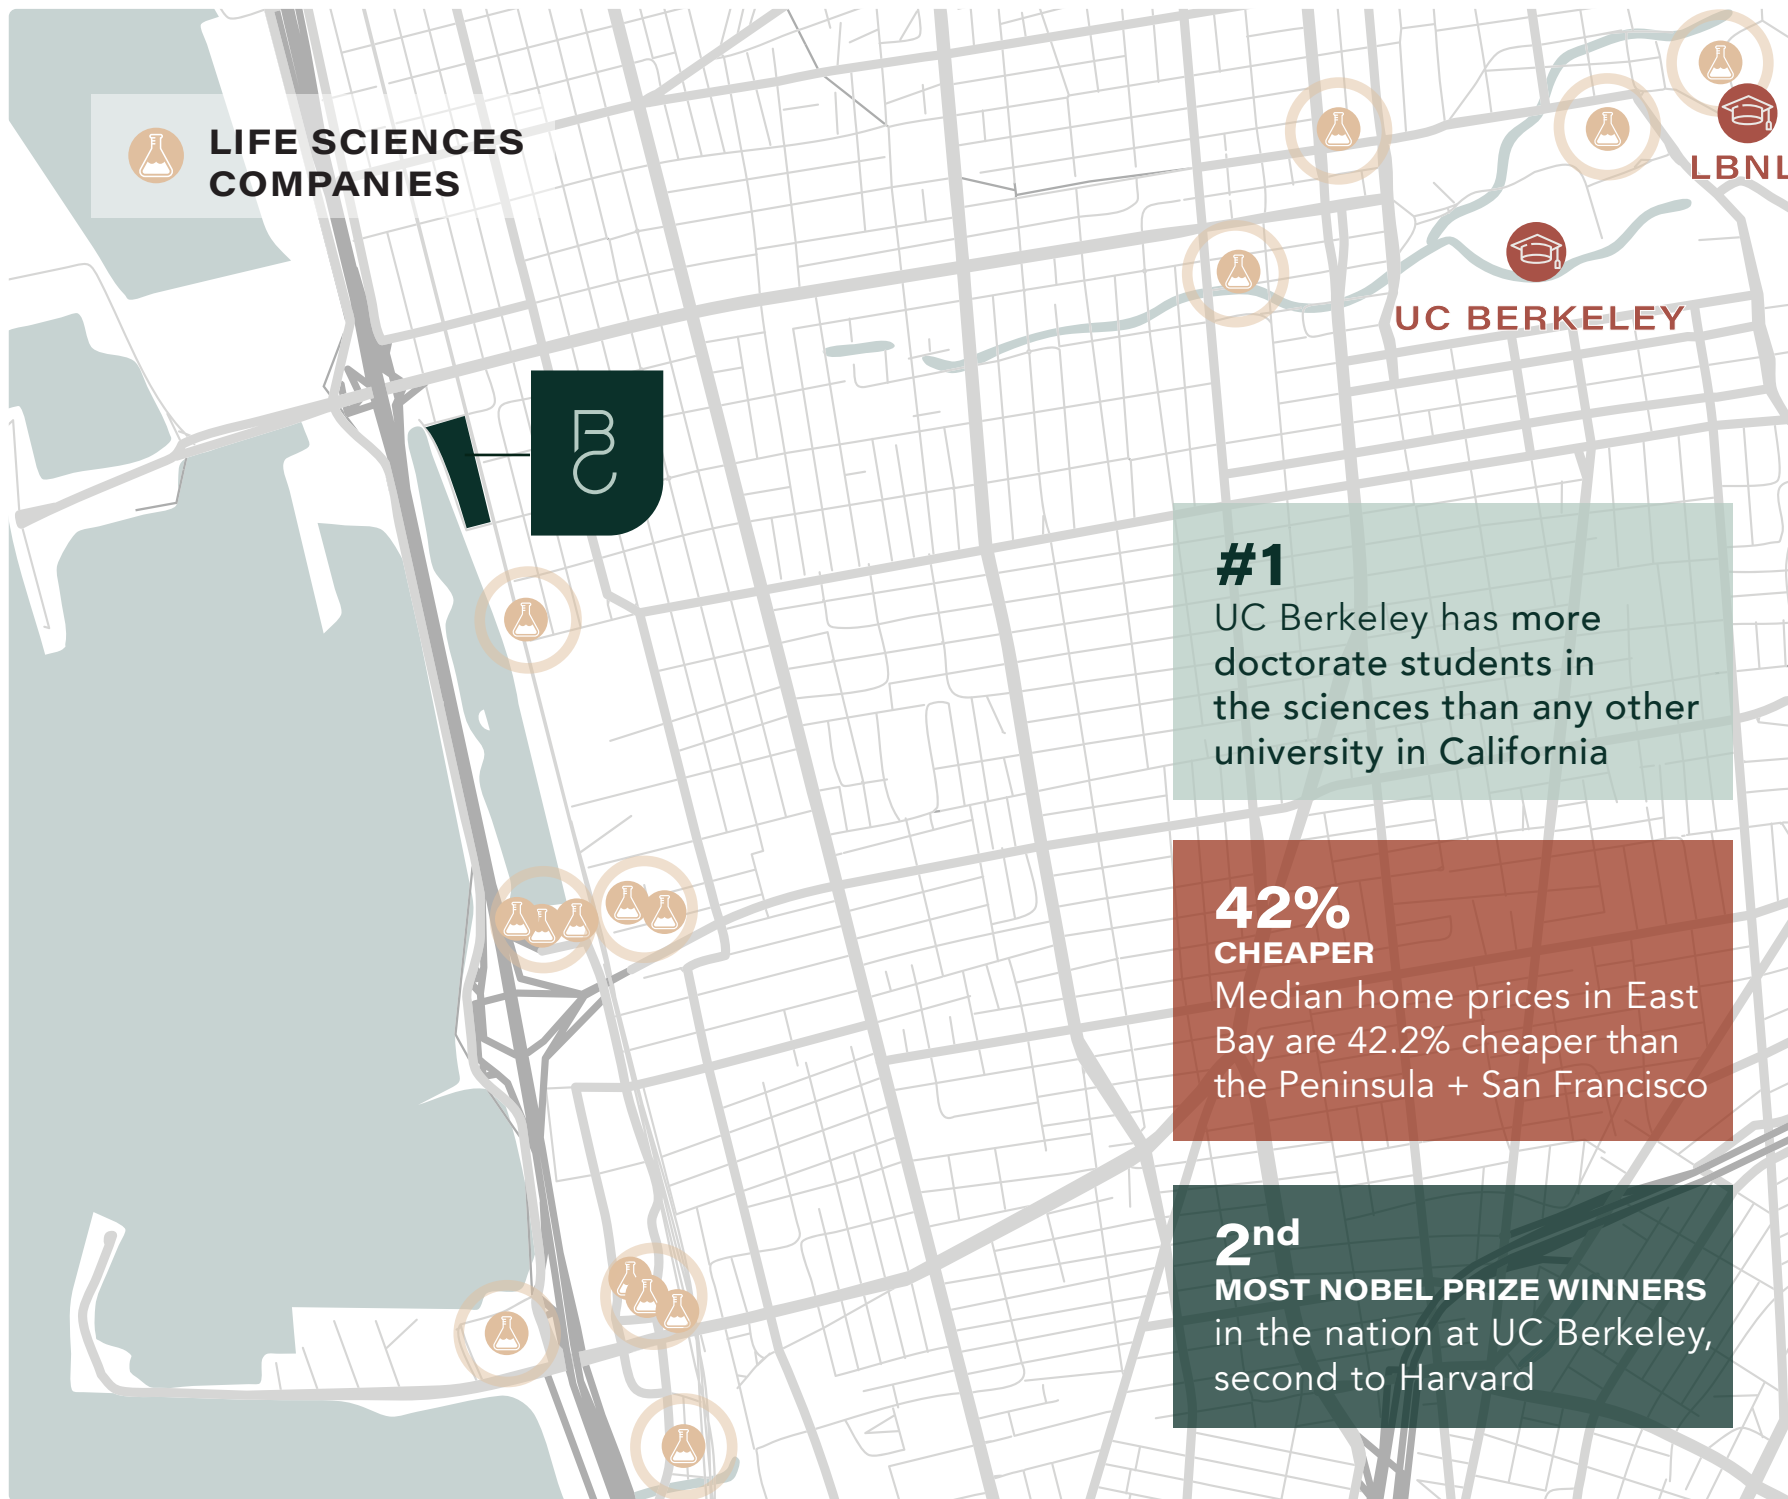 LIFE SCIENCES
COMPANIES
LBNL
UC BERKELEY
BC
#1
UC Berkeley has more
doctorate students in
the sciences than any other
university in California
42%
CHEAPER
Median home prices in East
Bay are 42.2% cheaper than
the Peninsula + San Francisco
2nd
MOST NOBEL PRIZE WINNERS
in the nation at UC Berkeley,
second to Harvard